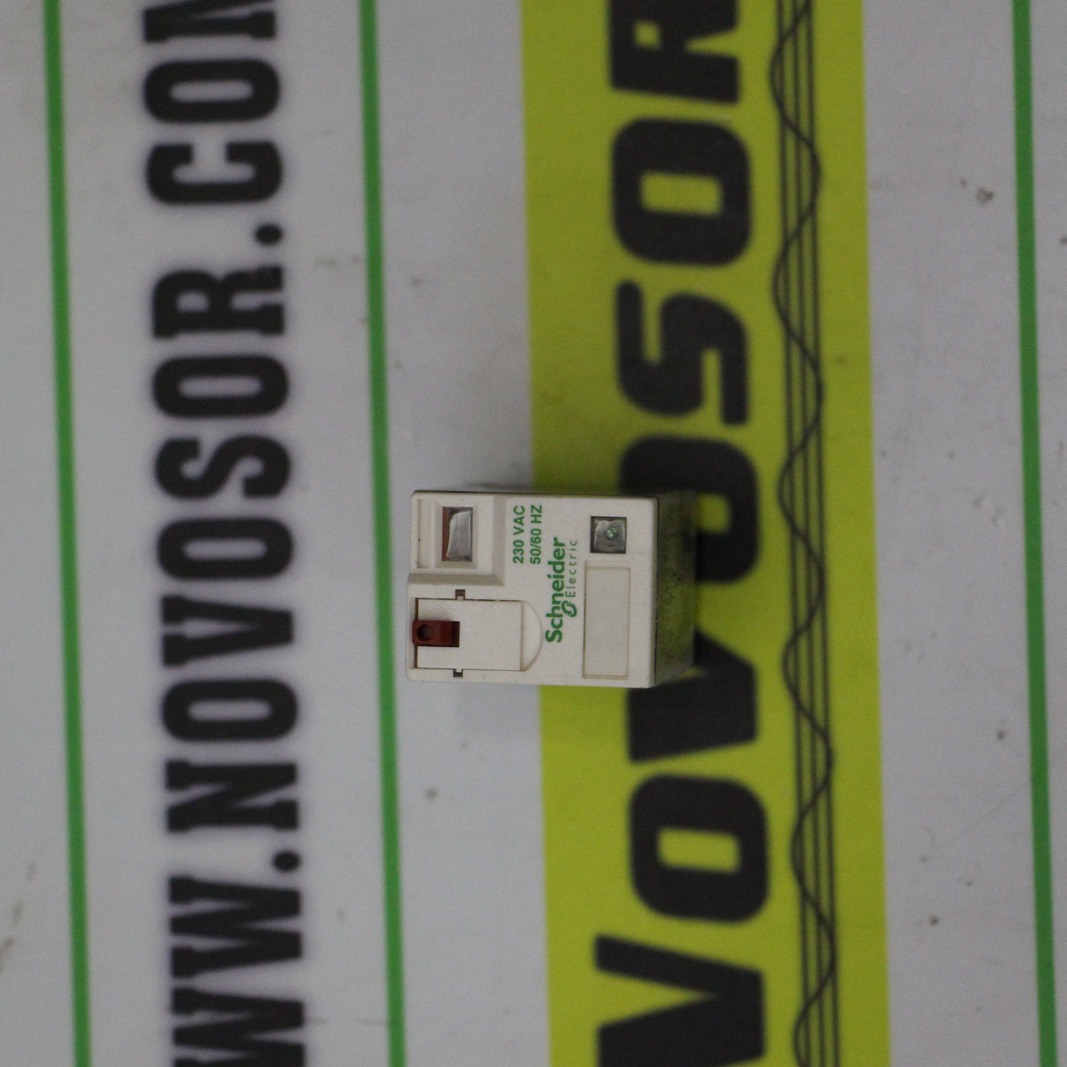 WWW.NOVOSOR.COM
230 VAC
50/60 HZ
Schneider
Electric
NOVOSOR